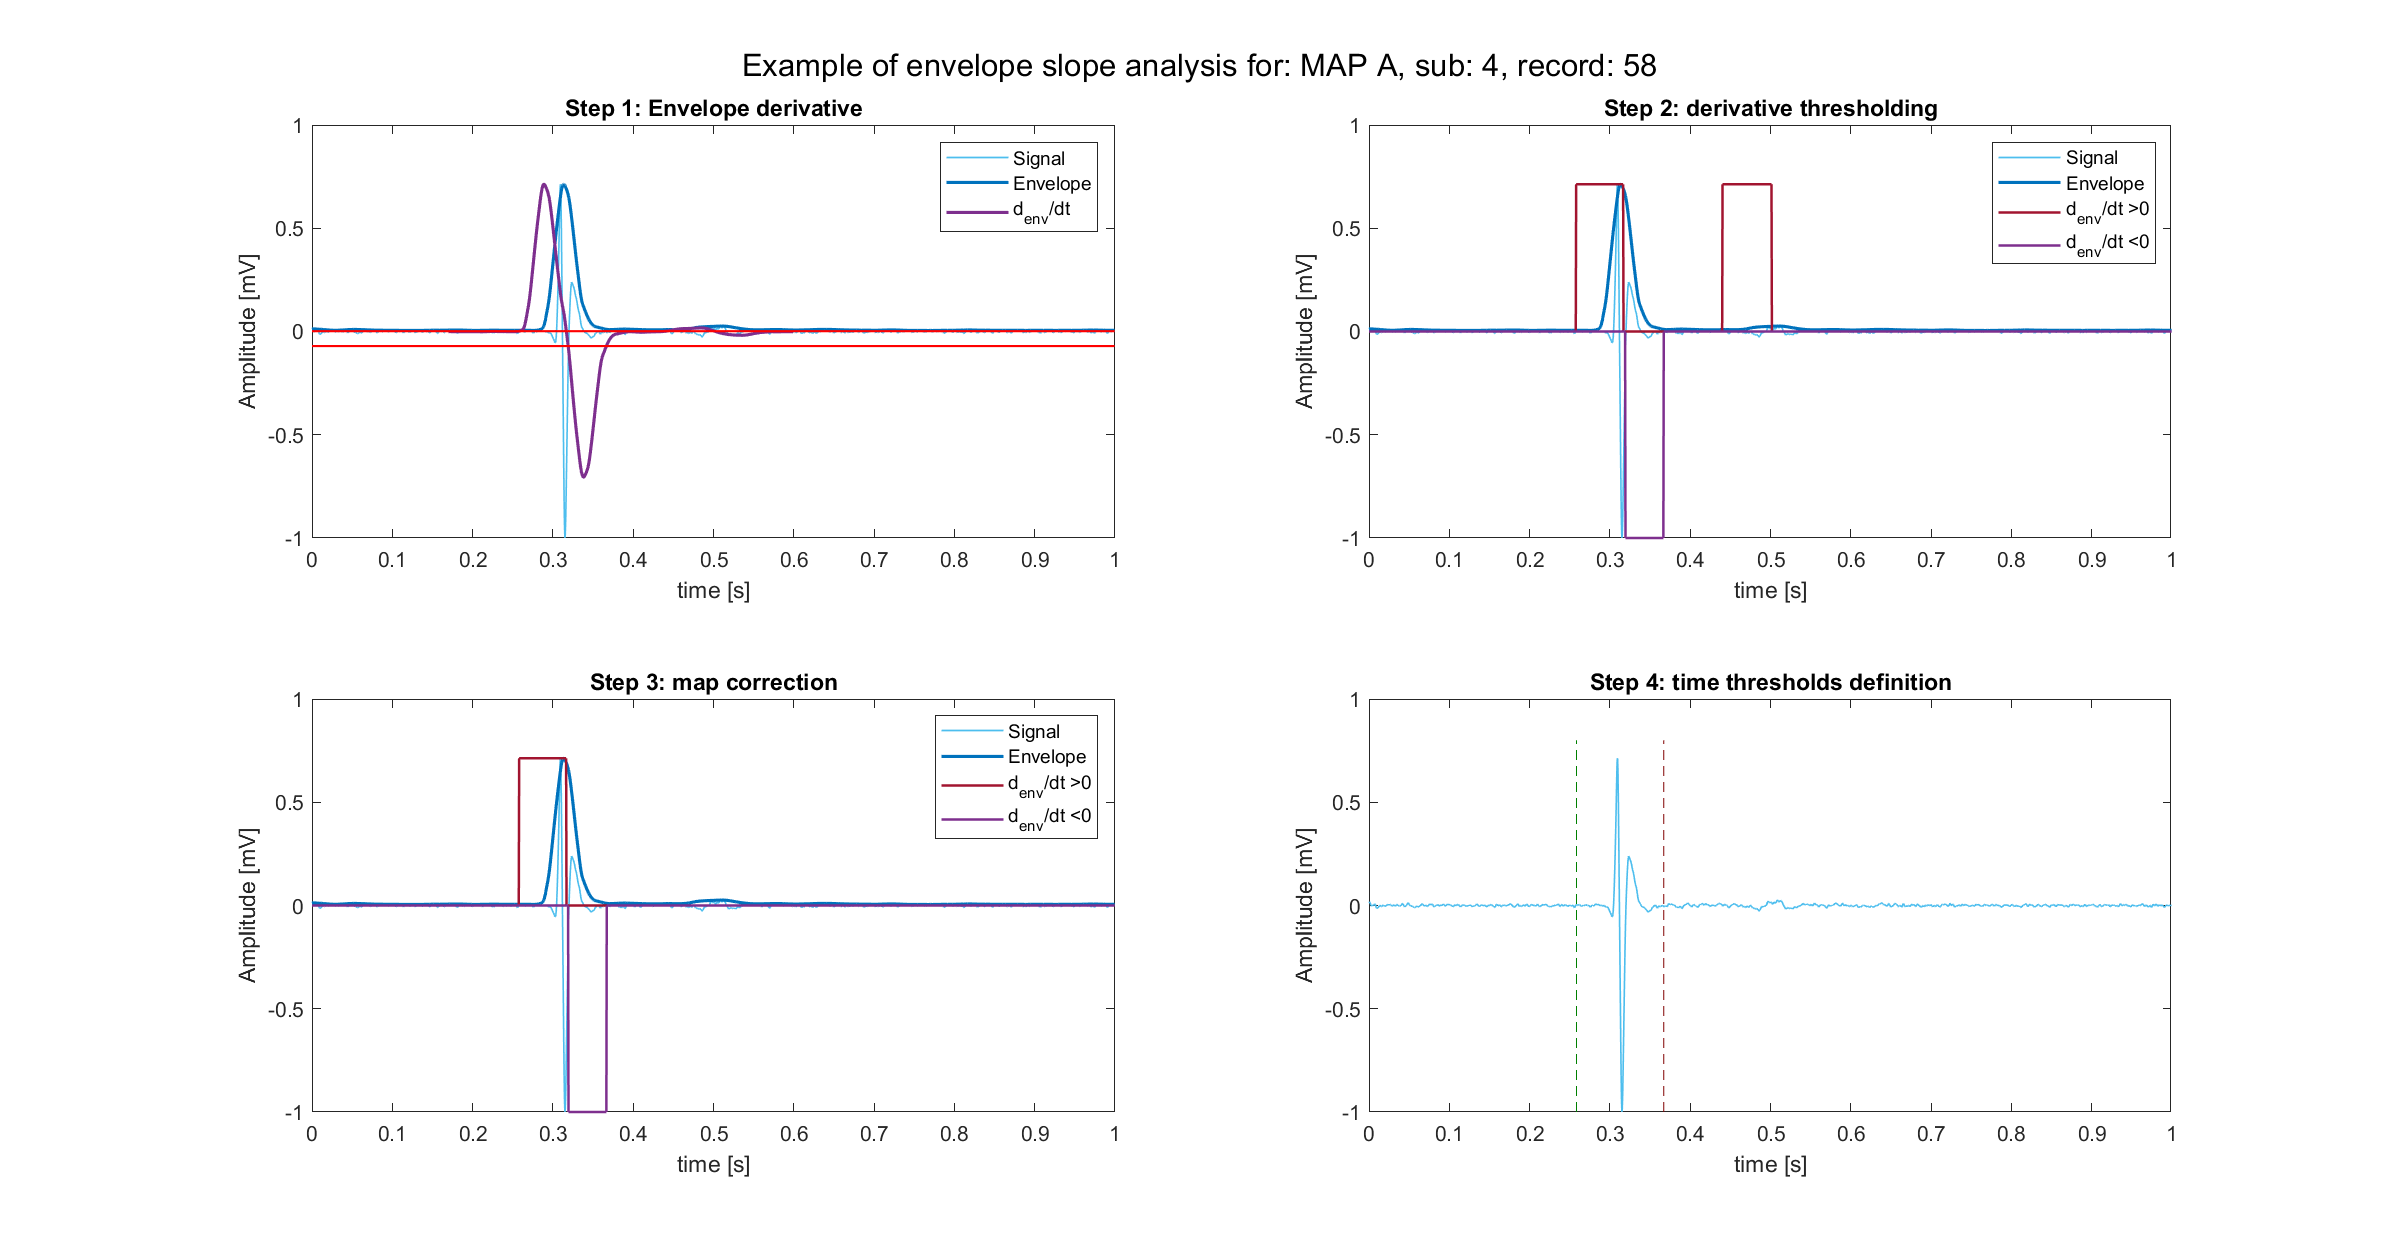 Example of envelope slope analysis for: MAP A, sub: 4, record: 58
Step 1: Envelope derivative
1
0.5
0
-0.5
-1
0 0.1 0.2 0.3 0.4 0.5 0.6 0.7 0.8 0.9 1
Amplitude [mV]
time [s]
Signal
Envelope
denv/dt
Step 2: derivative thresholding
1
0.5
0
-0.5
-1
0 0.1 0.2 0.3 0.4 0.5 0.6 0.7 0.8 0.9 1
Amplitude [mV]
time [s]
Signal
Envelope
denv/dt >0
denv/dt <0
Step 3: map correction
1
0.5
0
-0.5
-1
0 0.1 0.2 0.3 0.4 0.5 0.6 0.7 0.8 0.9 1
Amplitude [mV]
time [s]
Signal
Envelope
denv/dt >0
denv/dt <0
Step 4: time thresholds definition
1
0.5
0
-0.5
-1
0 0.1 0.2 0.3 0.4 0.5 0.6 0.7 0.8 0.9 1
Amplitude [mV]
time [s]